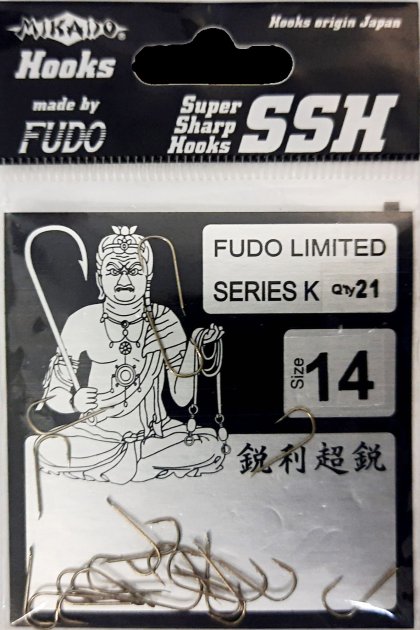 MIKADO®
Hooks origin Japan
Hooks
made by
FUDO
Super
Sharp
Hooks
SSH
FUDO LIMITED
SERIES K Q'ty 21
Size 14
鋭利超鋭